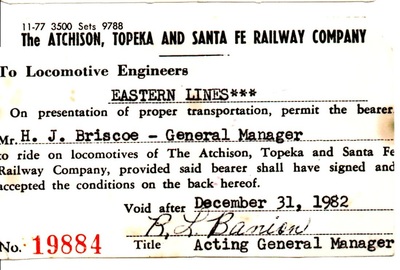 11-77 3500 Sets 9788
The ATCHISON, TOPEKA AND SANTA FE RAILWAY COMPANY
To Locomotive Engineers
EASTERN LINES***
On presentation of proper transportation, permit the bearer
Mr. H. J. Briscoe - General Manager
to ride on locomotives of The Atchison, Topeka and Santa Fe
Railway Company, provided said bearer shall have signed and
accepted the conditions on the back hereof.
Void after December 31, 1982
R. L. Banion
No. 19884 Title Acting General Manager